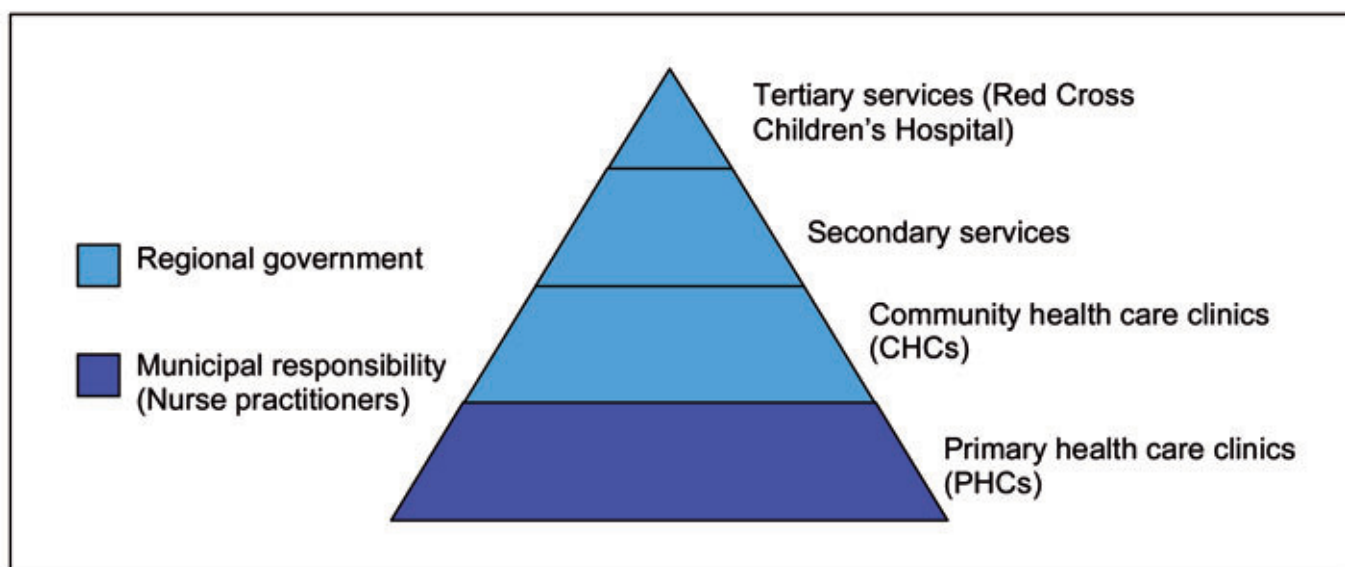 Tertiary services (Red Cross
Children's Hospital)
Secondary services
Regional government
Community health care clinics
(CHCs)
Municipal responsibility
(Nurse practitioners)
Primary health care clinics
(PHCs)